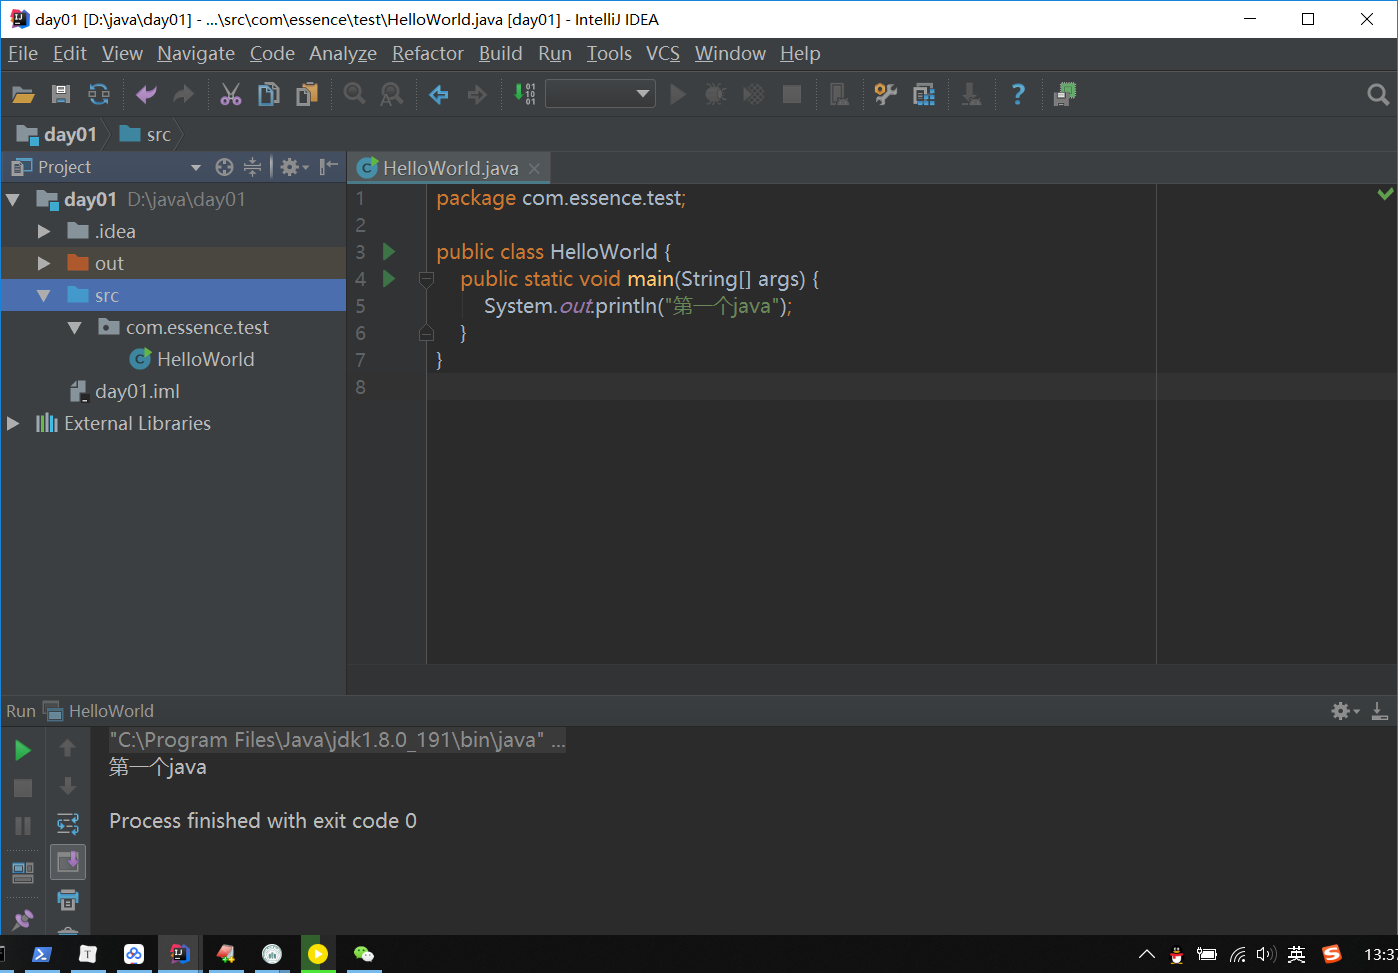 day01 [D:\java\day01] - ...\src\com\essence\test\HelloWorld.java [day01] - IntelliJ IDEA
File Edit View Navigate Code Analyze Refactor Build Run Tools VCS Window Help
day01 src
Project
HelloWorld.java
day01 D:\java\day01
.idea
out
src
com.essence.test
HelloWorld
day01.iml
External Libraries
1 package com.essence.test;
2
3 public class HelloWorld {
4 public static void main(String[] args) {
5 System.out.println("第一个java");
6 }
7 }
8
Run HelloWorld
"C:\Program Files\Java\jdk1.8.0_191\bin\java" ...
第一个java
Process finished with exit code 0
英